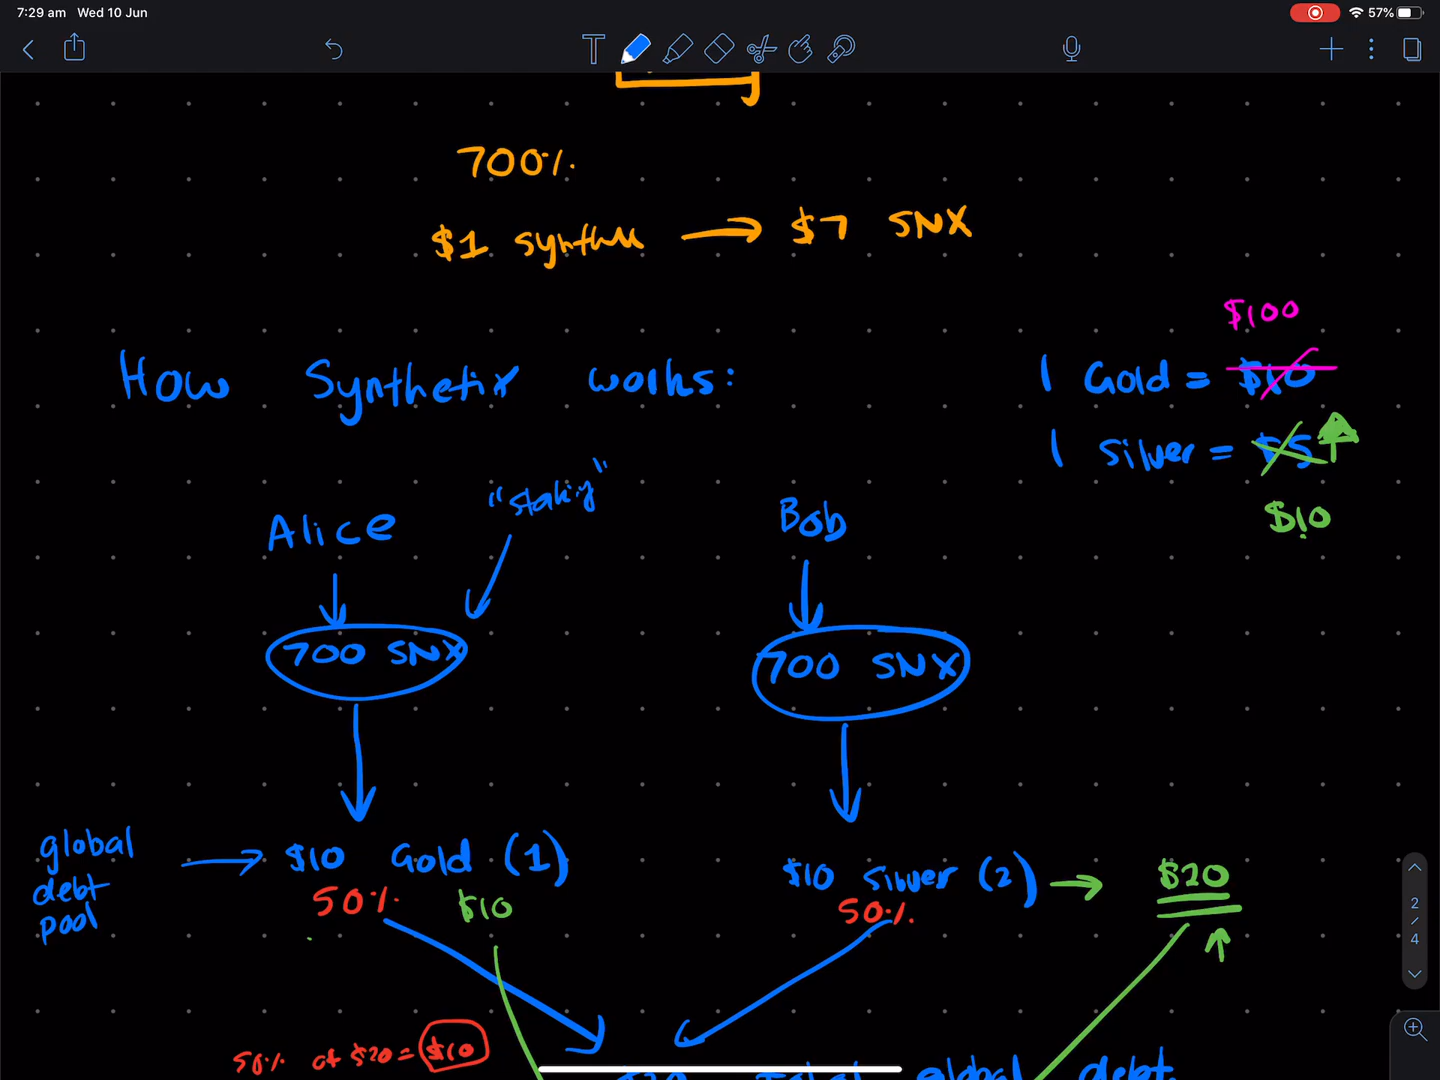 7:29 am Wed 10 Jun
57%
700%
$1 synths → $7 SNX
$100
How Synthetix works:
1 Gold = $10
1 Silver = $5
$10
"staking"
Alice
Bob
700 SNX
700 SNX
global debt pool → $10 Gold (1)
50%
$10
$10 Silver (2) → $20
50%
50% of $20 = $10
total global debt
2
/
4